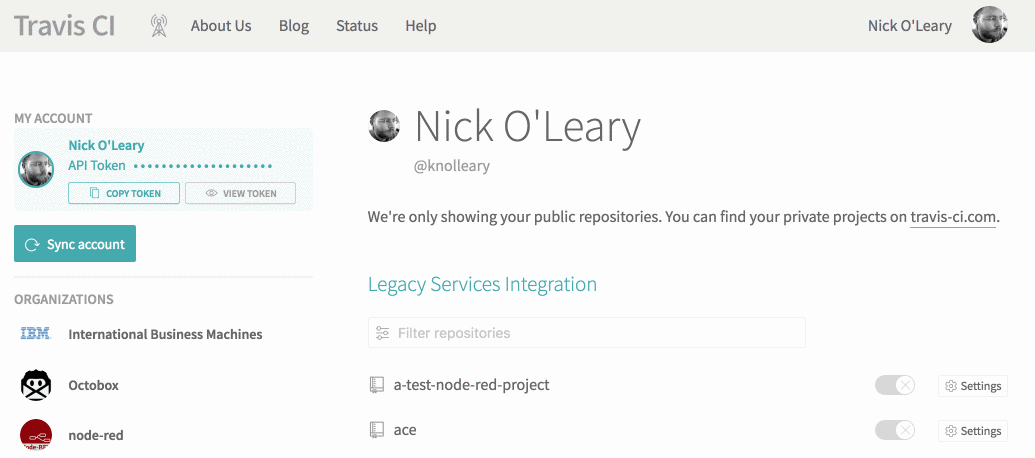 Travis CI About Us Blog Status Help Nick O'Leary
MY ACCOUNT
Nick O'Leary
API Token
COPY TOKEN VIEW TOKEN
Sync account
ORGANIZATIONS
IBM International Business Machines
Octobox
node-red
Nick O'Leary
@knolleary
We're only showing your public repositories. You can find your private projects on travis-ci.com.
Legacy Services Integration
Filter repositories
a-test-node-red-project Settings
ace Settings